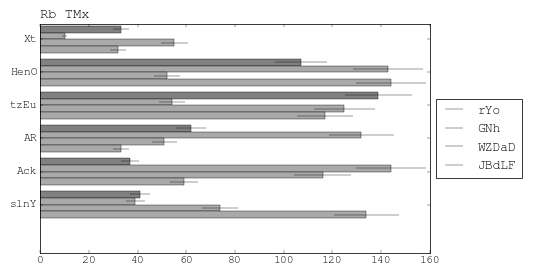 Rb TMx
Xt
HenO
tzEu
AR
Ack
slnY
0 20 40 60 80 100 120 140 160
rYo
GNh
WZDaD
JBdLF